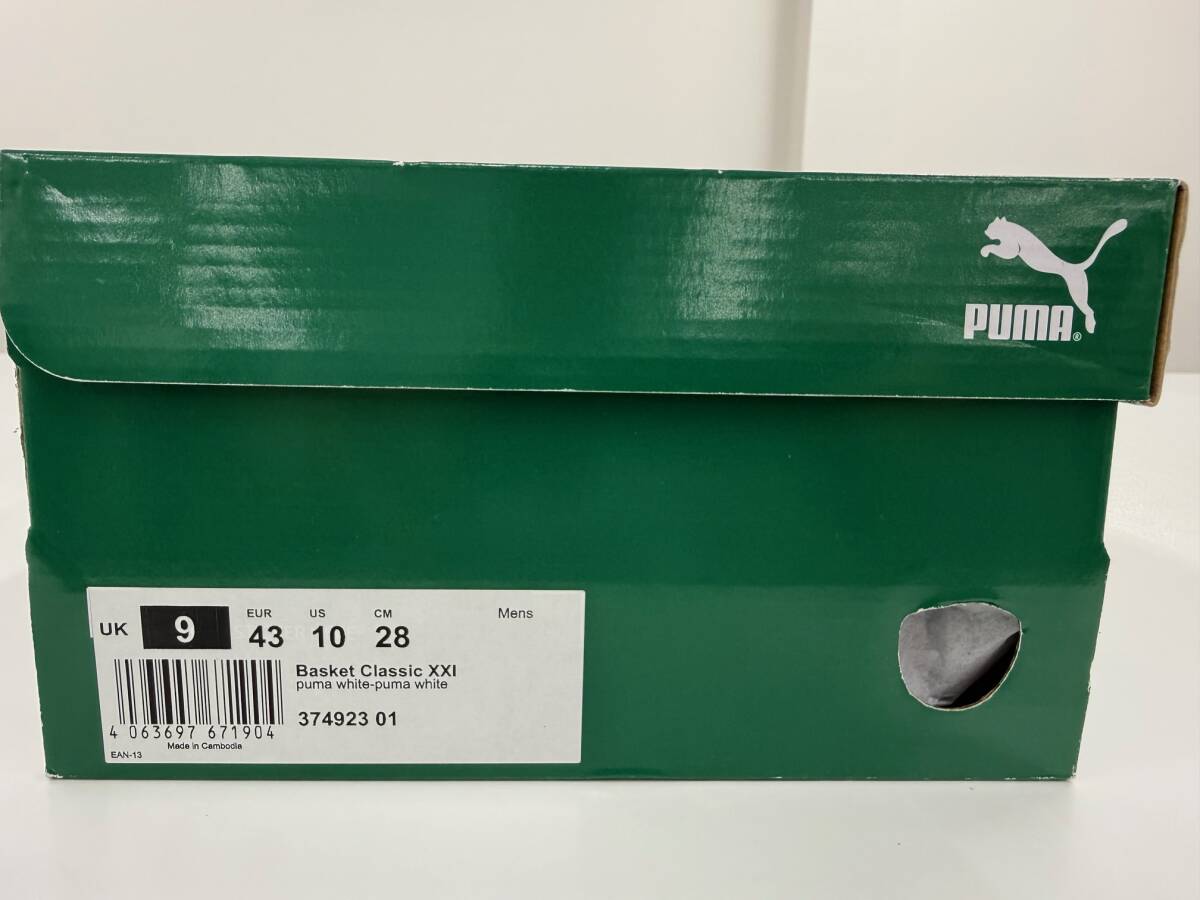 PUMA®
UK 9 EUR 43 US 10 CM 28 Mens
Basket Classic XXI
puma white-puma white
374923 01
4 063697 671904
Made in Cambodia
EAN-13